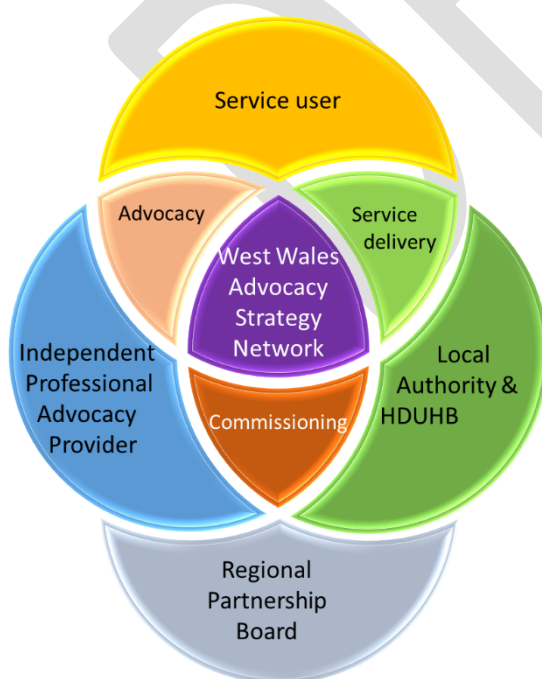 Service user
Advocacy
Service
delivery
West Wales
Advocacy
Strategy
Network
Independent
Professional
Advocacy
Provider
Local
Authority &
HDUHB
Commissioning
Regional
Partnership
Board